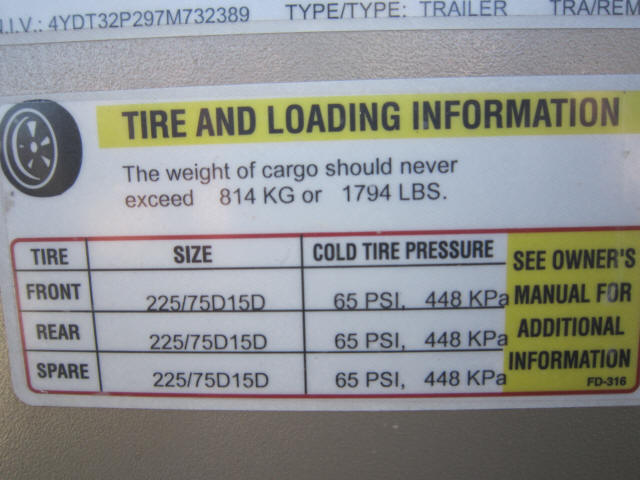 N.I.V.: 4YDT32P297M732389 TYPE/TYPE: TRAILER TRA/REM
TIRE AND LOADING INFORMATION
The weight of cargo should never
exceed 814 KG or 1794 LBS.
TIRE SIZE COLD TIRE PRESSURE
FRONT 225/75D15D 65 PSI, 448 KPa
REAR 225/75D15D 65 PSI, 448 KPa
SPARE 225/75D15D 65 PSI, 448 KPa
SEE OWNER'S
MANUAL FOR
ADDITIONAL
INFORMATION
FD-316